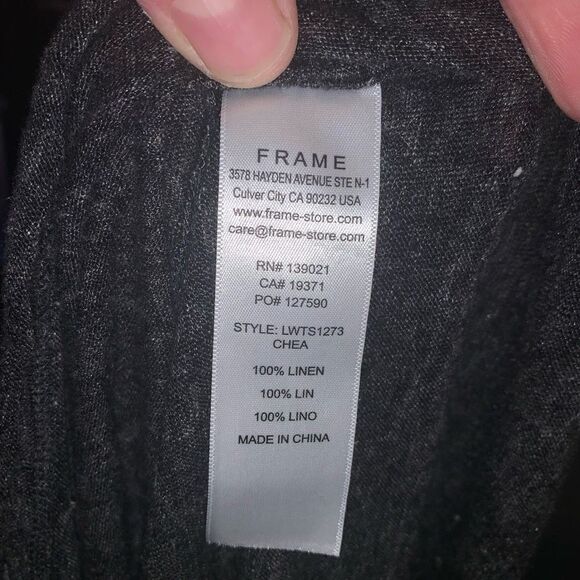 FRAME
3578 HAYDEN AVENUE STE N-1
Culver City CA 90232 USA
www.frame-store.com
care@frame-store.com
RN# 139021
CA# 19371
PO# 127590
STYLE: LWTS1273
CHEA
100% LINEN
100% LIN
100% LINO
MADE IN CHINA